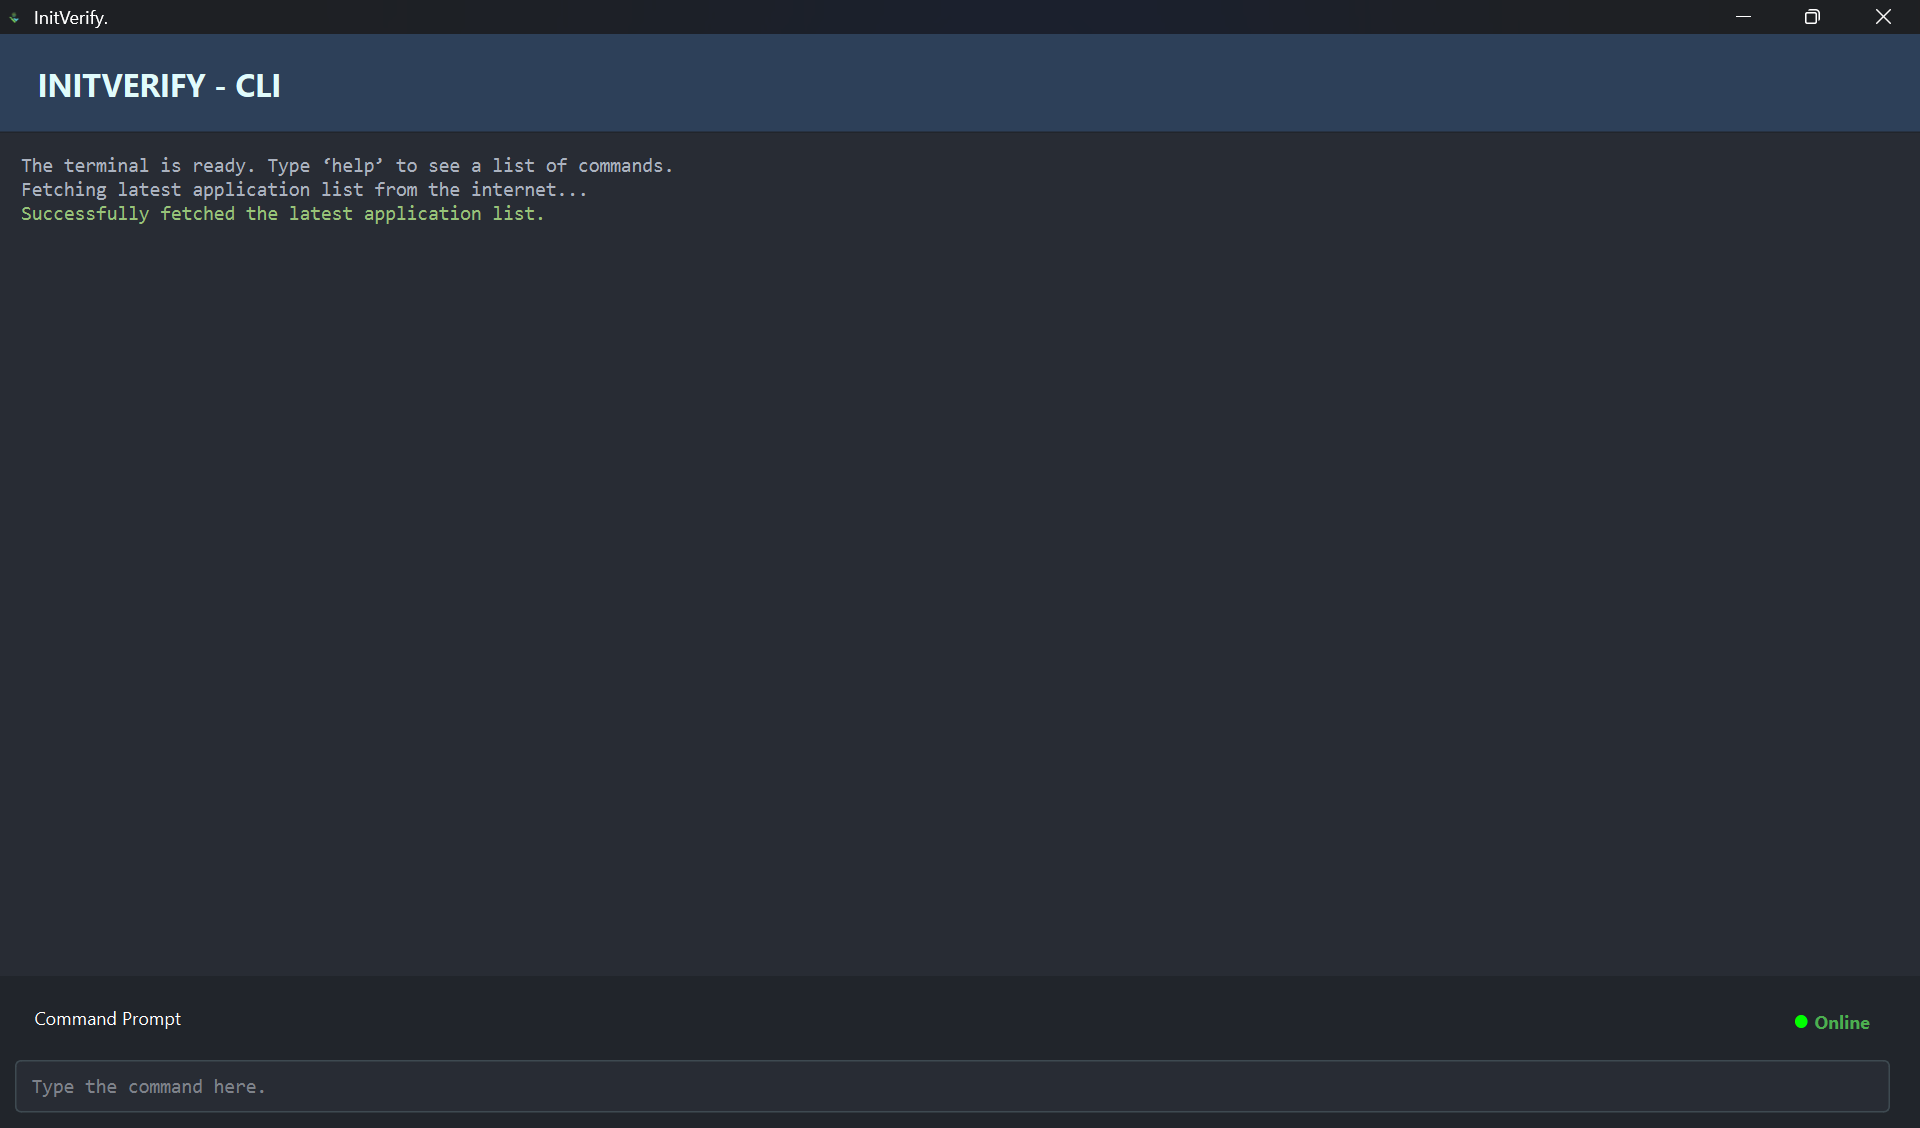 InitVerify.
INITVERIFY - CLI
The terminal is ready. Type ‘help’ to see a list of commands.
Fetching latest application list from the internet...
Successfully fetched the latest application list.
Command Prompt
Online
Type the command here.